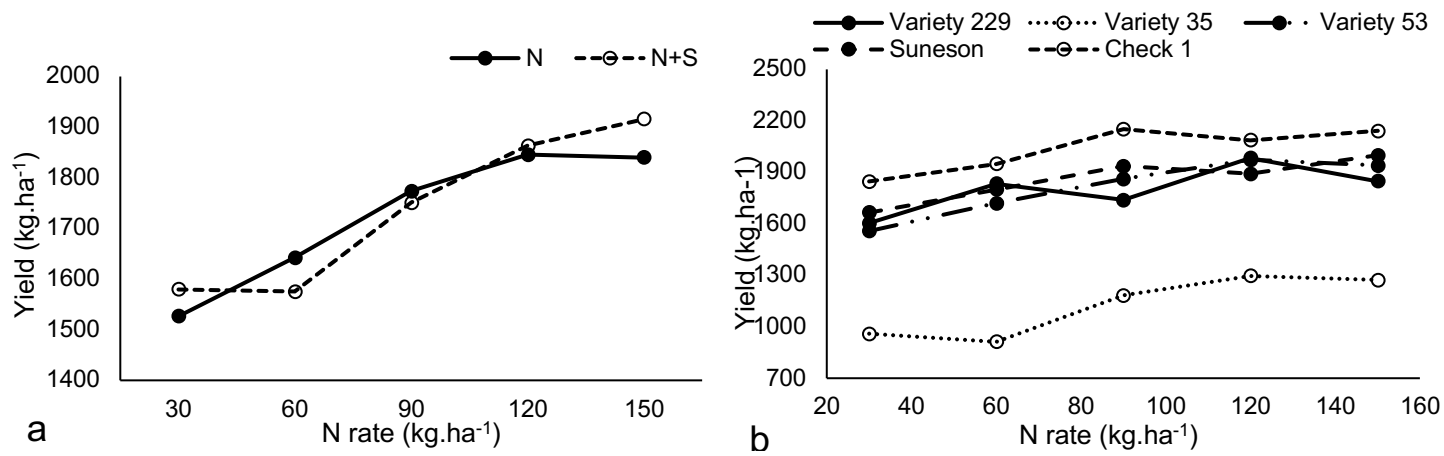 N N+S
2000
1900
1800
1700
1600
1500
1400
Yield (kg.ha-1)
30 60 90 120 150
N rate (kg.ha-1)
a
Variety 229 Variety 35 Variety 53
Suneson Check 1
2500
2200
1900
1600
1300
1000
700
Yield (kg.ha-1)
20 40 60 80 100 120 140 160
N rate (kg.ha-1)
b